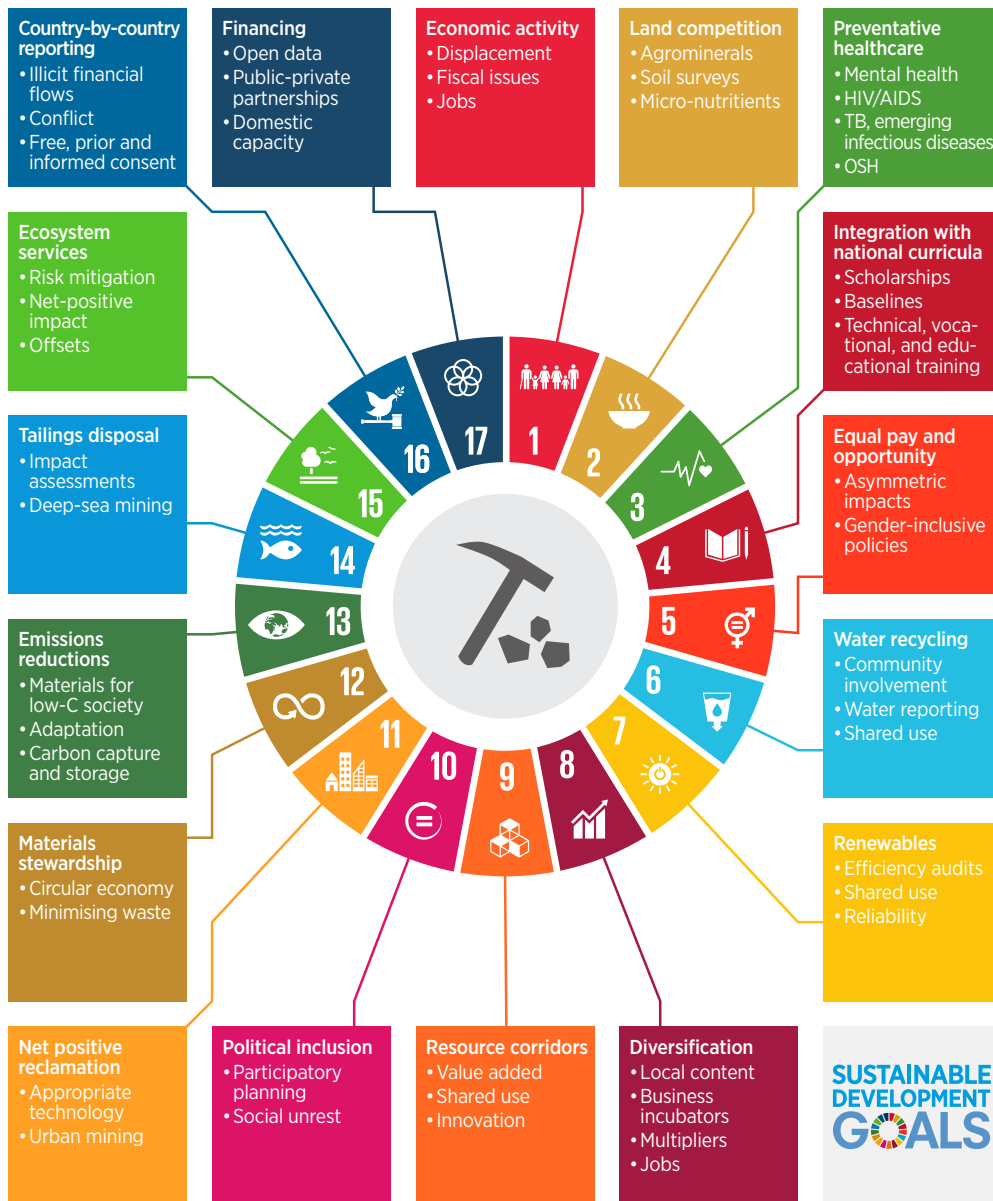 Country-by-country
reporting
• Illicit financial
flows
• Conflict
• Free, prior and
informed consent
Financing
• Open data
• Public-private
partnerships
• Domestic
capacity
Economic activity
• Displacement
• Fiscal issues
• Jobs
Land competition
• Agrominerals
• Soil surveys
• Micro-nutritients
Preventative
healthcare
• Mental health
• HIV/AIDS
• TB, emerging
infectious diseases
• OSH
Ecosystem
services
• Risk mitigation
• Net-positive
impact
• Offsets
Integration with
national curricula
• Scholarships
• Baselines
• Technical, voca-
tional, and edu-
cational training
Tailings disposal
• Impact
assessments
• Deep-sea mining
Equal pay and
opportunity
• Asymmetric
impacts
• Gender-inclusive
policies
Emissions
reductions
• Materials for
low-C society
• Adaptation
• Carbon capture
and storage
Water recycling
• Community
involvement
• Water reporting
• Shared use
Materials
stewardship
• Circular economy
• Minimising waste
Renewables
• Efficiency audits
• Shared use
• Reliability
Net positive
reclamation
• Appropriate
technology
• Urban mining
Political inclusion
• Participatory
planning
• Social unrest
Resource corridors
• Value added
• Shared use
• Innovation
Diversification
• Local content
• Business
incubators
• Multipliers
• Jobs
SUSTAINABLE
DEVELOPMENT
GOALS
1
2
3
4
5
6
7
8
9
10
11
12
13
14
15
16
17